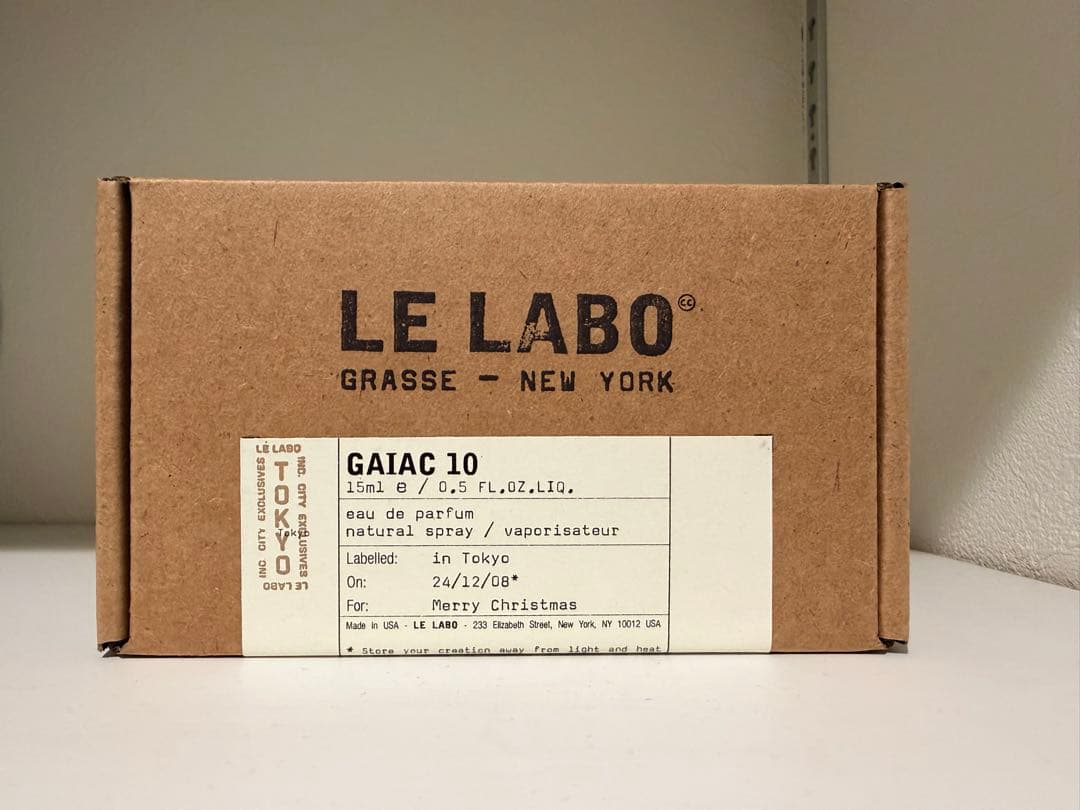 LE LABO
GRASSE — NEW YORK
LE LABO
INC CITY EXCLUSIVES
TOKYO
Tokyo
INC. CITY EXCLUSIVES
LE LABO
GAIAC 10
15ml e / 0.5 FL.OZ.LIQ.
eau de parfum
natural spray / vaporisateur
Labelled: in Tokyo
On: 24/12/08*
For: Merry Christmas
Made in USA - LE LABO - 233 Elizabeth Street, New York, NY 10012 USA
* Store your creation away from light and heat